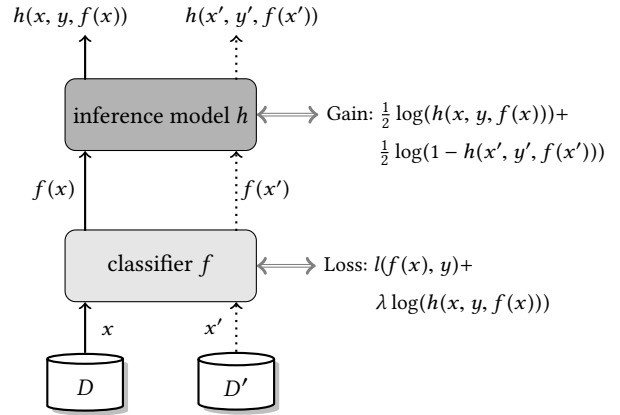 h(x, y, f(x)) h(x′, y′, f(x′))
inference model h
Gain: 1/2 log(h(x, y, f(x)))+
1/2 log(1 − h(x′, y′, f(x′)))
f(x) f(x′)
classifier f
Loss: l(f(x), y)+
λ log(h(x, y, f(x)))
x x′
D D′